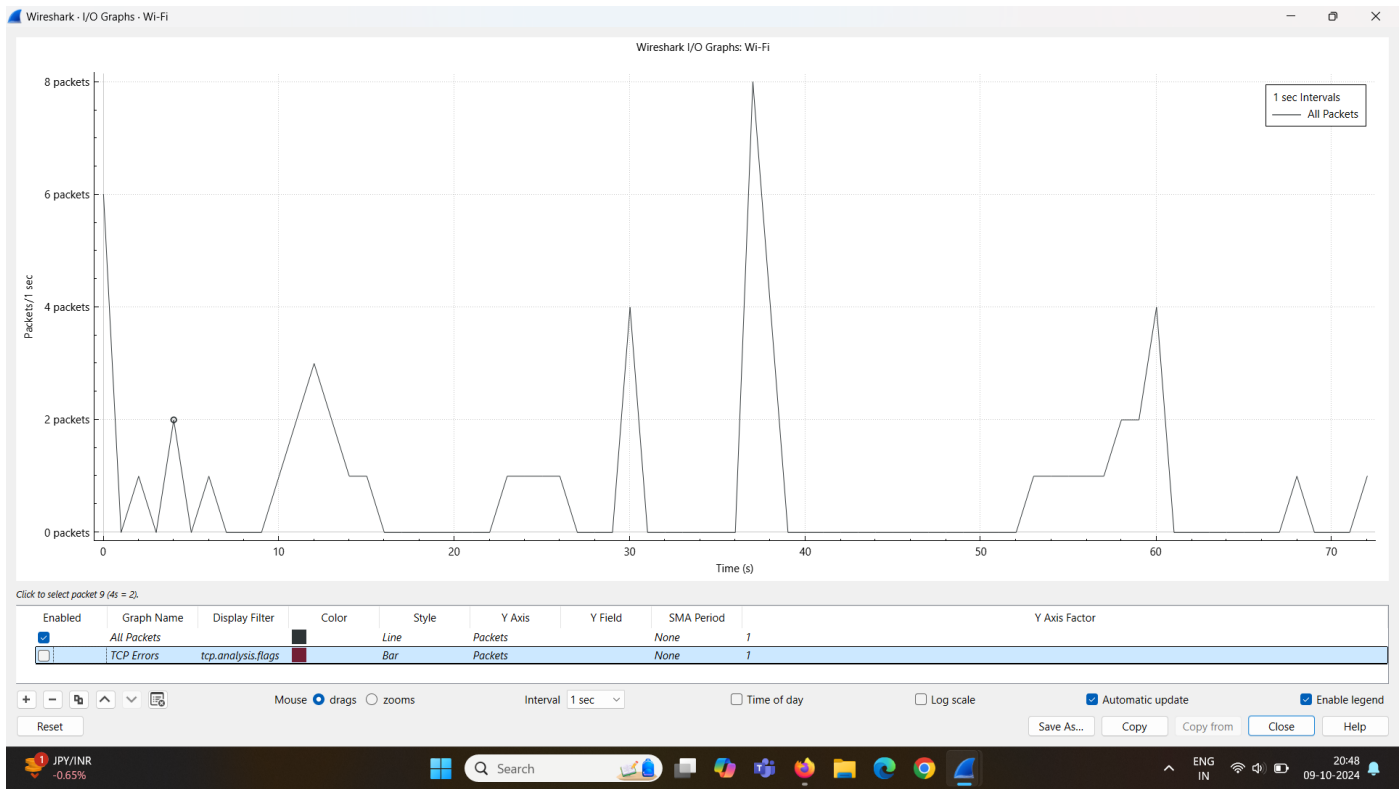 Wireshark · I/O Graphs · Wi-Fi
Wireshark I/O Graphs: Wi-Fi
1 sec Intervals
All Packets
8 packets
6 packets
4 packets
2 packets
0 packets
Packets/1 sec
0 10 20 30 40 50 60 70
Time (s)
Click to select packet 9 (4s = 2).
Enabled Graph Name Display Filter Color Style Y Axis Y Field SMA Period Y Axis Factor
All Packets Line Packets None 1
TCP Errors tcp.analysis.flags Bar Packets None 1
Mouse drags zooms Interval 1 sec Time of day Log scale Automatic update Enable legend
Reset Save As... Copy Copy from Close Help
1 JPY/INR
-0.65%
Search
ENG
IN
20:48
09-10-2024